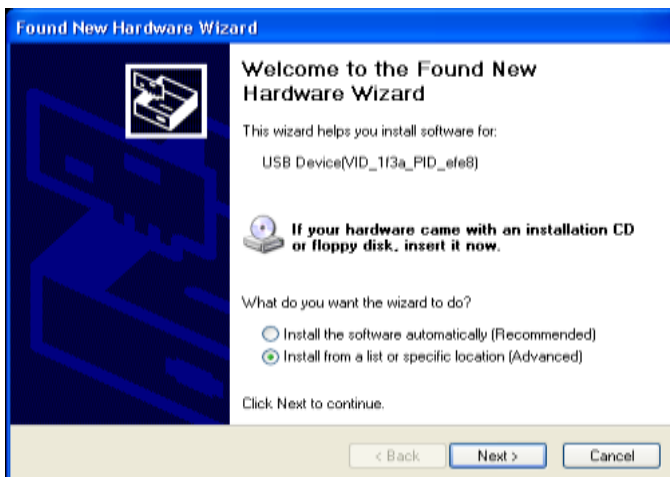 Found New Hardware Wizard
Welcome to the Found New
Hardware Wizard
This wizard helps you install software for:
USB Device(VID_1f3a_PID_efe8)
If your hardware came with an installation CD
or floppy disk, insert it now.
What do you want the wizard to do?
Install the software automatically (Recommended)
Install from a list or specific location (Advanced)
Click Next to continue.
< Back
Next >
Cancel